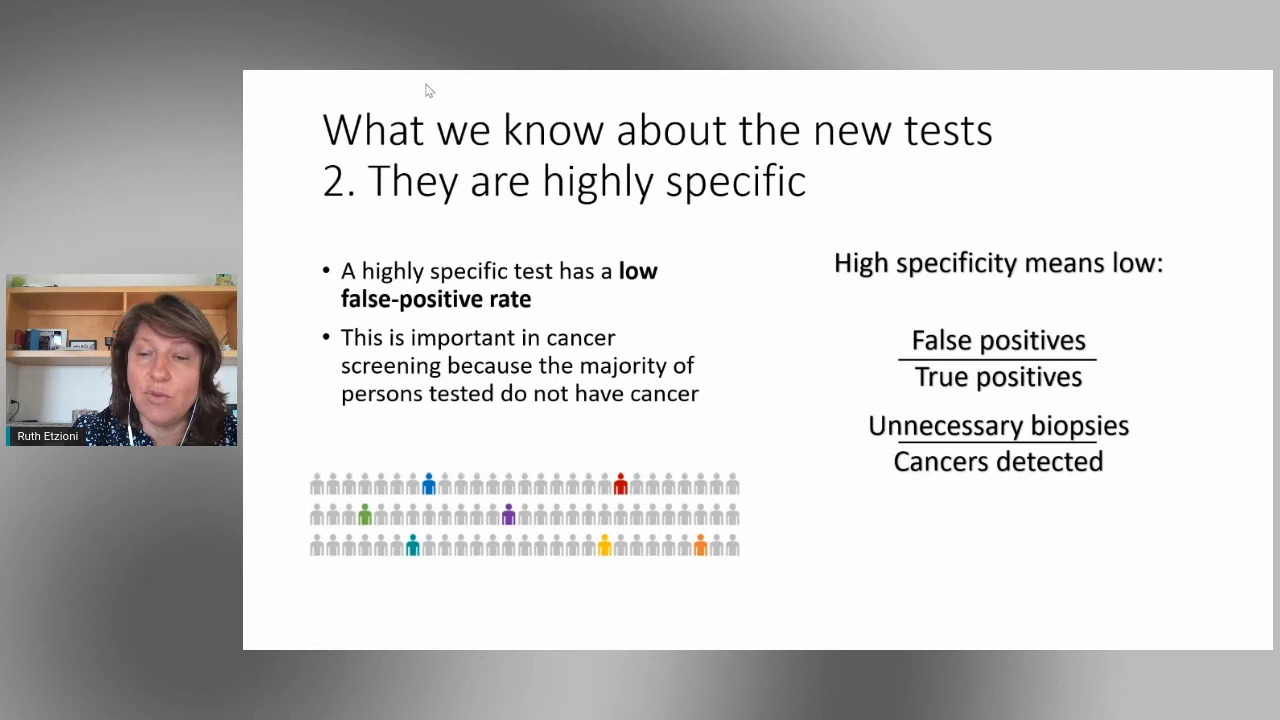 What we know about the new tests
2. They are highly specific
• A highly specific test has a low
false-positive rate
• This is important in cancer
screening because the majority of
persons tested do not have cancer
High specificity means low:
False positives
True positives
Unnecessary biopsies
Cancers detected
Ruth Etzioni